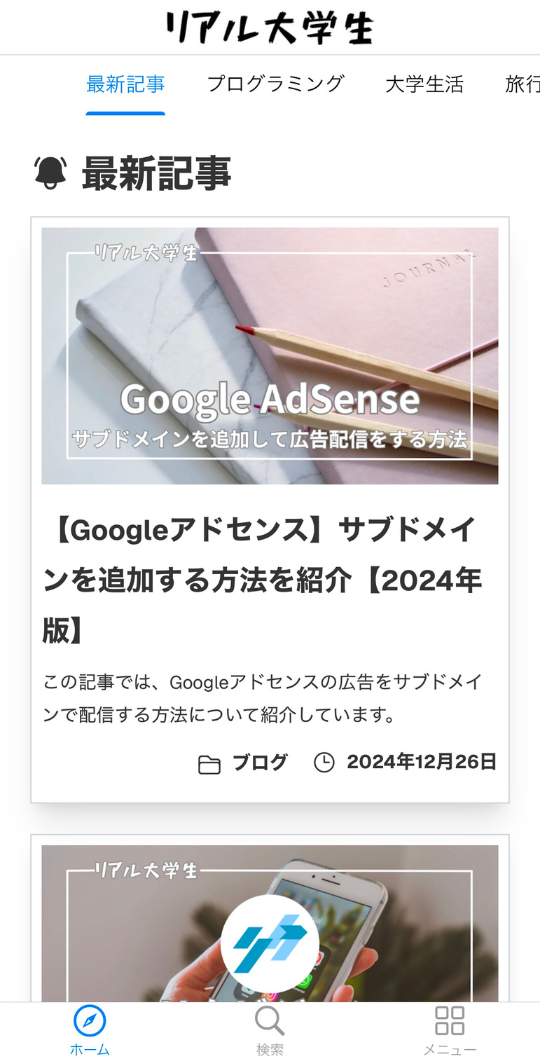 リアル大学生
最新記事 プログラミング 大学生活 旅行
最新記事
リアル大学生
JOURNAL
Google AdSense
サブドメインを追加して広告配信をする方法
【Googleアドセンス】サブドメイ
ンを追加する方法を紹介【2024年
版】
この記事では、Googleアドセンスの広告をサブドメイ
ンで配信する方法について紹介しています。
ブログ 2024年12月26日
リアル大学生
ホーム 検索 メニュー